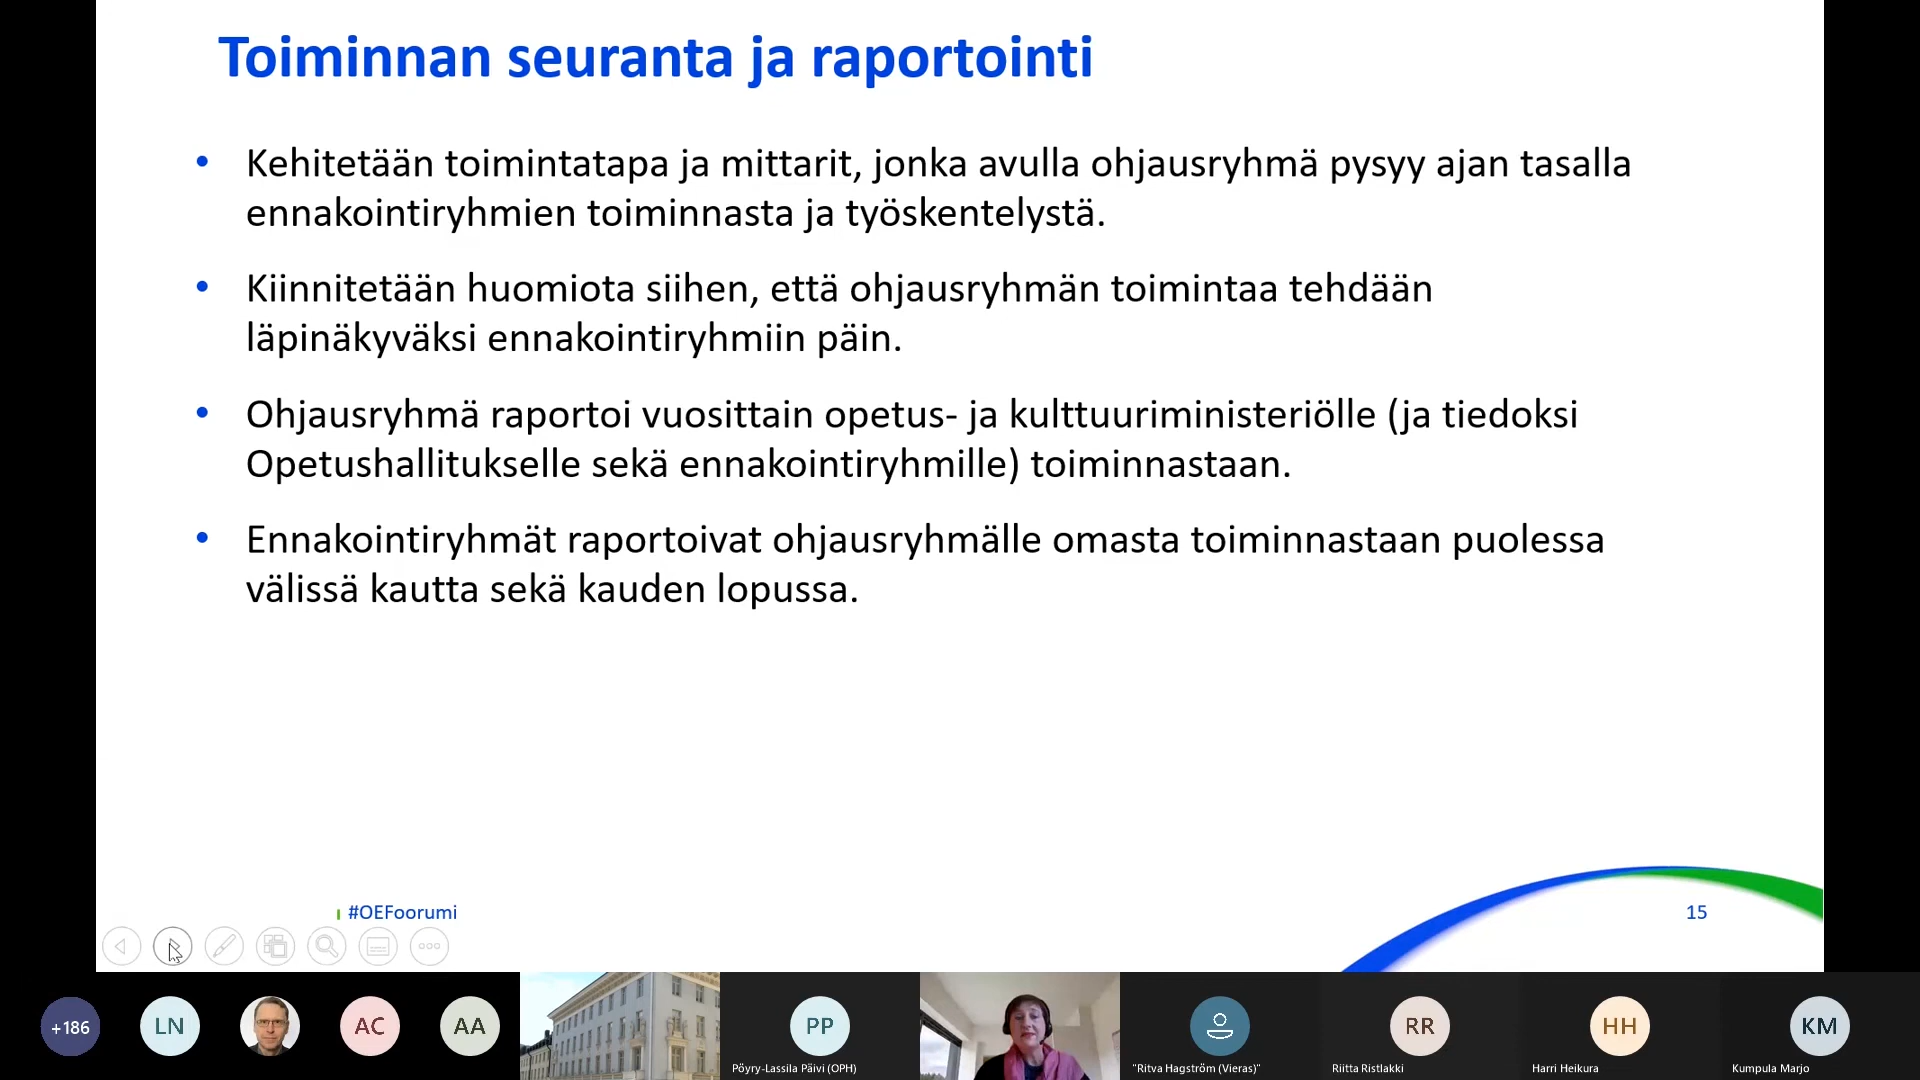 Toiminnan seuranta ja raportointi
• Kehitetään toimintatapa ja mittarit, jonka avulla ohjausryhmä pysyy ajan tasalla
ennakointiryhmien toiminnasta ja työskentelystä.
• Kiinnitetään huomiota siihen, että ohjausryhmän toimintaa tehdään
läpinäkyväksi ennakointiryhmiin päin.
• Ohjausryhmä raportoi vuosittain opetus- ja kulttuuriministeriölle (ja tiedoksi
Opetushallitukselle sekä ennakointiryhmille) toiminnastaan.
• Ennakointiryhmät raportoivat ohjausryhmälle omasta toiminnastaan puolessa
välissä kautta sekä kauden lopussa.
#OEFoorumi
15
+186
LN
AC
AA
PP
RR
HH
KM
Pöyry-Lassila Päivi (OPH)
"Ritva Hagström (Vieras)"
Riitta Ristlakki
Harri Heikura
Kumpula Marjo